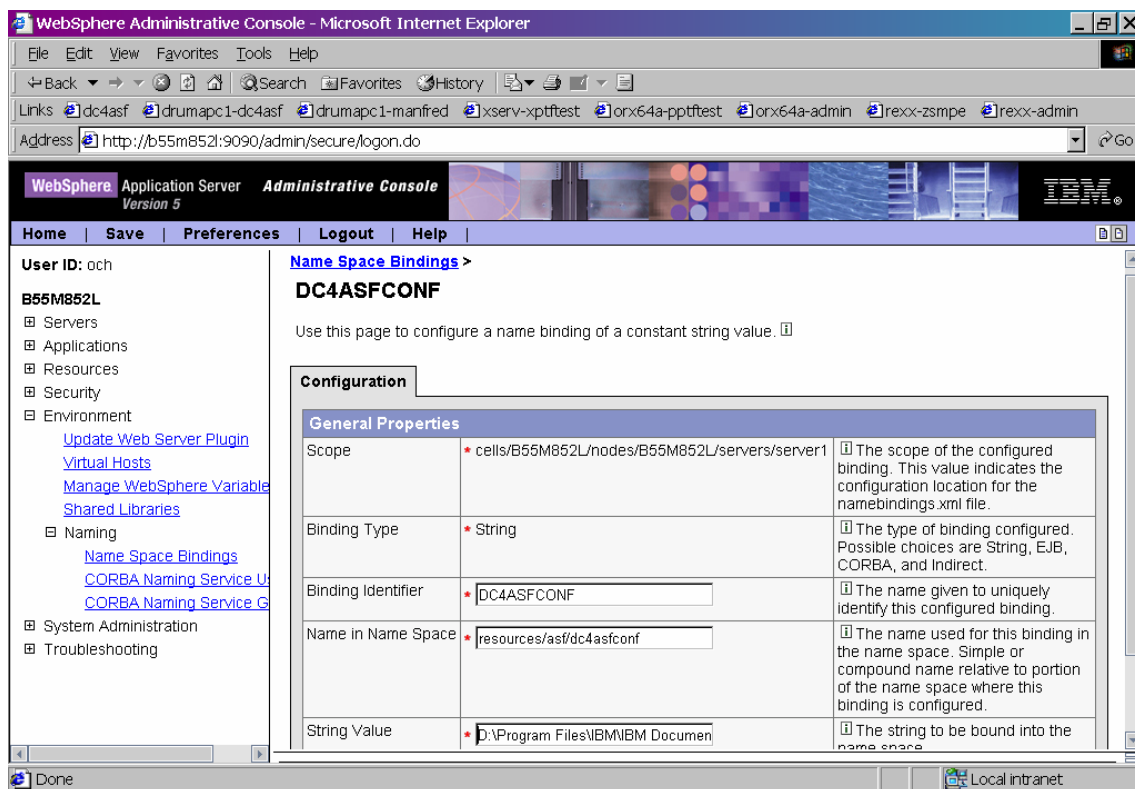 WebSphere Administrative Console - Microsoft Internet Explorer
File Edit View Favorites Tools Help
Back Search Favorites History
Links dc4asf drumapc1-dc4asf drumapc1-manfred xserv-xptftest orx64a-pptftest orx64a-admin rexx-zsmpe rexx-admin
Address http://b55m852l:9090/admin/secure/logon.do Go
WebSphere Application Server Administrative Console
Version 5
IBM
Home | Save | Preferences | Logout | Help |
User ID: och
B55M852L
Servers
Applications
Resources
Security
Environment
Update Web Server Plugin
Virtual Hosts
Manage WebSphere Variable
Shared Libraries
Naming
Name Space Bindings
CORBA Naming Service U
CORBA Naming Service G
System Administration
Troubleshooting
Name Space Bindings >
DC4ASFCONF
Use this page to configure a name binding of a constant string value. i
Configuration
General Properties
Scope * cells/B55M852L/nodes/B55M852L/servers/server1 i The scope of the configured
binding. This value indicates the
configuration location for the
namebindings.xml file.
Binding Type * String i The type of binding configured.
Possible choices are String, EJB,
CORBA, and Indirect.
Binding Identifier * DC4ASFCONF i The name given to uniquely
identify this configured binding.
Name in Name Space * resources/asf/dc4asfconf i The name used for this binding in
the name space. Simple or
compound name relative to portion
of the name space where this
binding is configured.
String Value * D:\Program Files\IBM\IBM Documen i The string to be bound into the
name space.
Done Local intranet